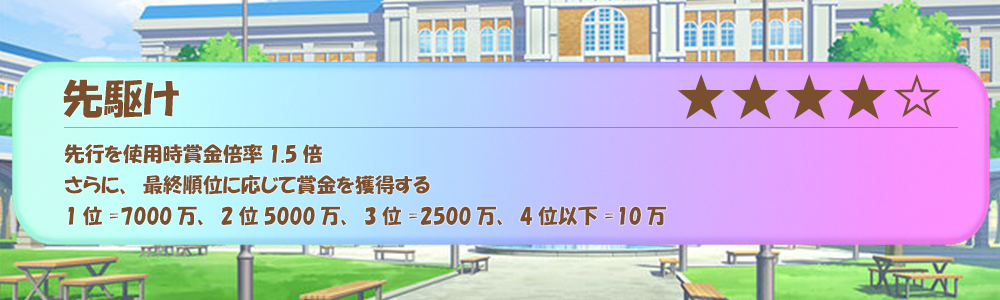 先駆け ★★★★☆
先行を使用時賞金倍率 1.5 倍
さらに、最終順位に応じて賞金を獲得する
1 位 =7000 万、2 位 5000 万、3 位 =2500 万、4 位以下 =10 万